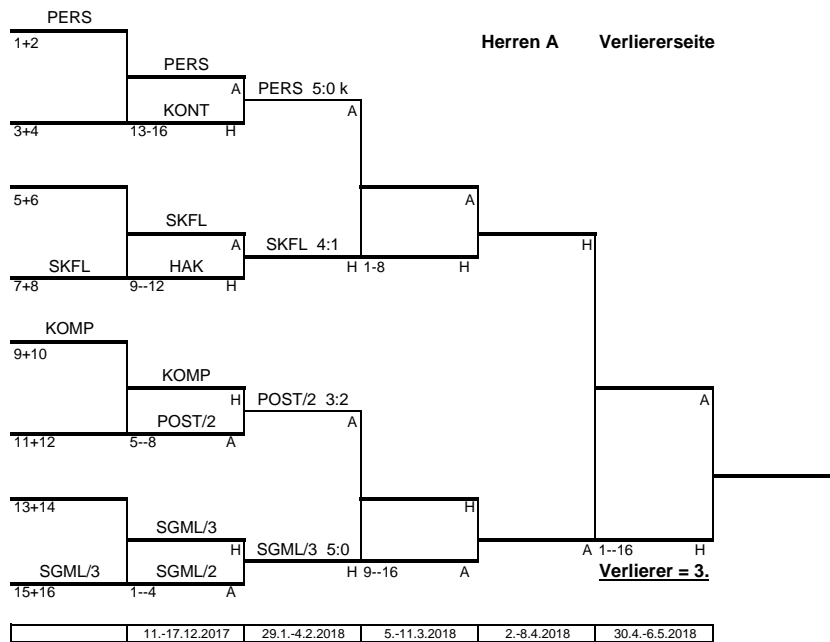 PERS
Herren A Verliererseite
1+2
PERS
A PERS 5:0 k
KONT A
3+4 13-16 H
5+6 A
SKFL
A SKFL 4:1 H
SKFL HAK H 1-8 H
7+8 9--12 H
KOMP
9+10
KOMP
H POST/2 3:2 A
POST/2 A
11+12 5--8 A
13+14 H
SGML/3
H SGML/3 5:0 A 1--16 H
SGML/3 SGML/2 H 9--16 A Verlierer = 3.
15+16 1--4 A
11.-17.12.2017 29.1.-4.2.2018 5.-11.3.2018 2.-8.4.2018 30.4.-6.5.2018